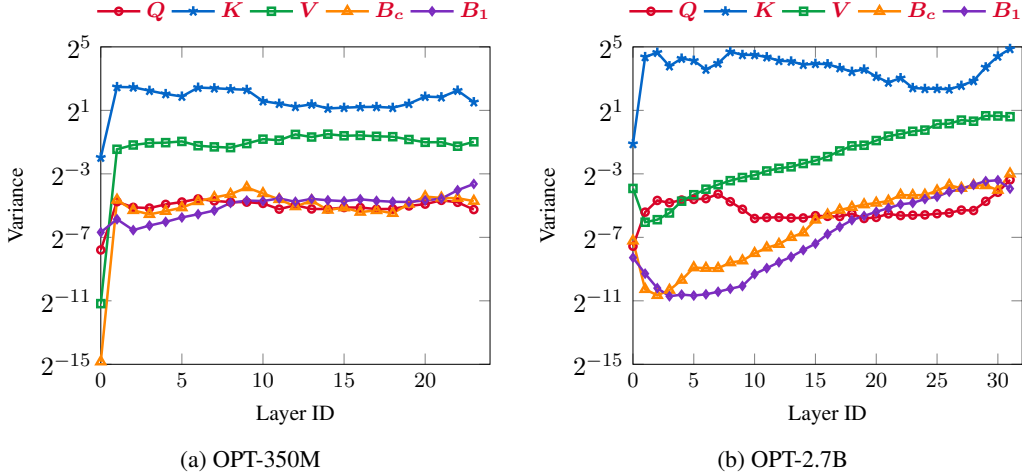 Q K V B_c B_1
Q K V B_c B_1
2^5
2^1
2^{-3}
2^{-7}
2^{-11}
2^{-15}
Variance
0 5 10 15 20
Layer ID
(a) OPT-350M
2^5
2^1
2^{-3}
2^{-7}
2^{-11}
2^{-15}
Variance
0 5 10 15 20 25 30
Layer ID
(b) OPT-2.7B